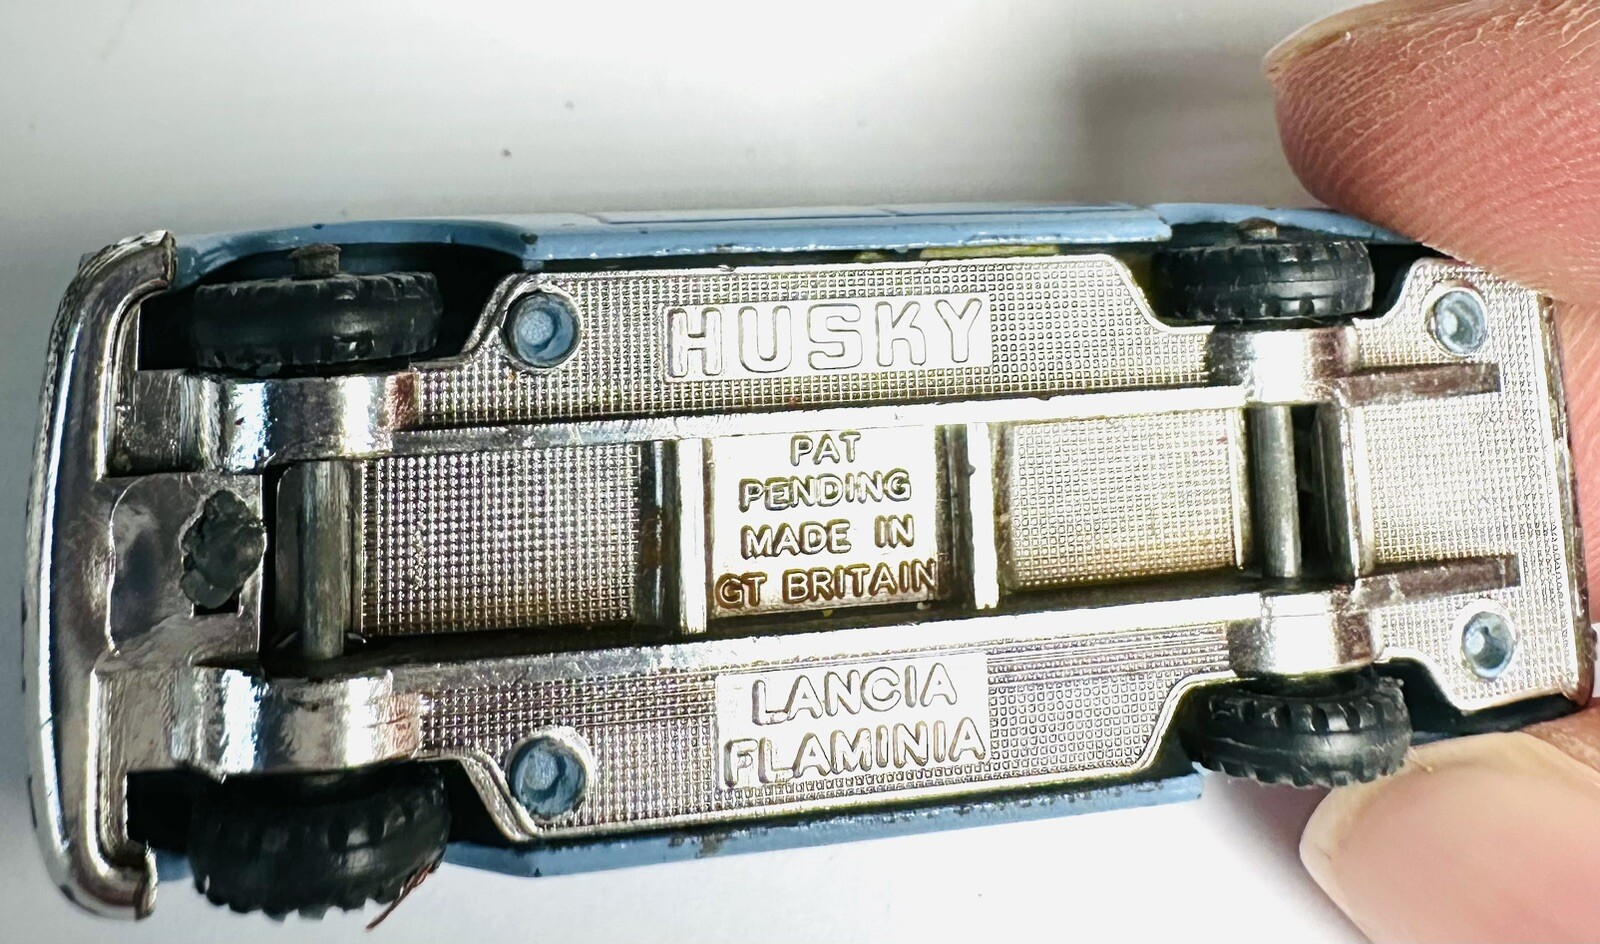 HUSKY
PAT
PENDING
MADE IN
GT BRITAIN
LANCIA
FLAMINIA